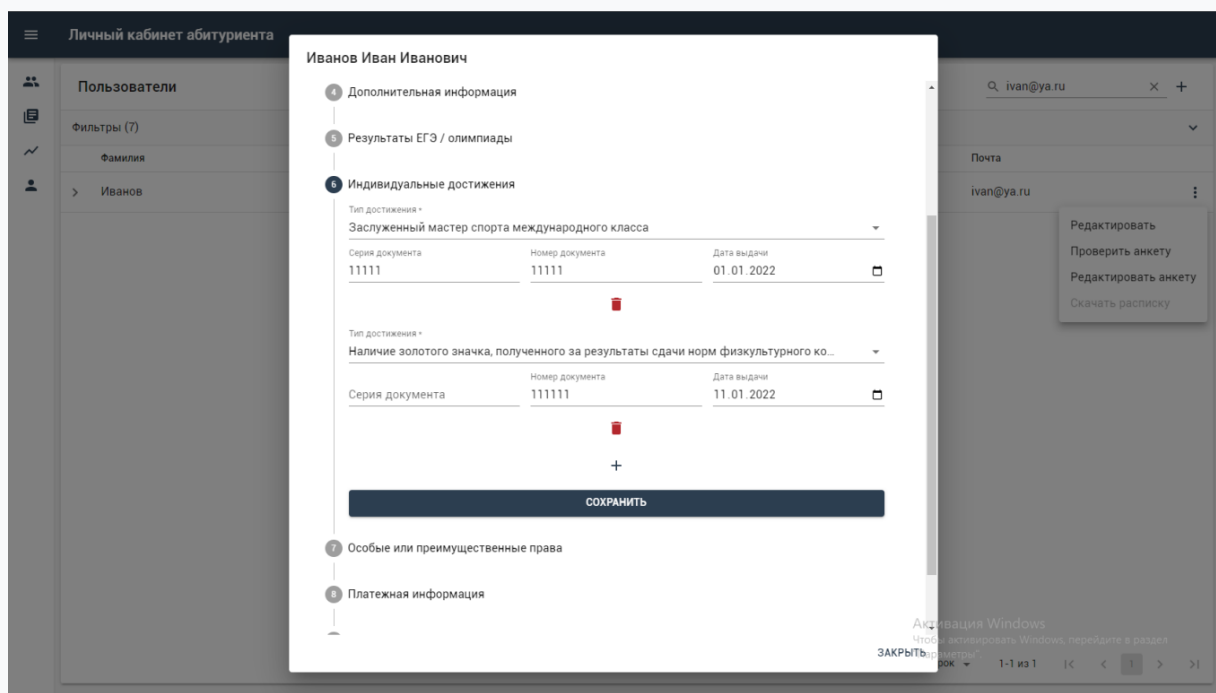 Личный кабинет абитуриента
Пользователи
ivan@ya.ru
Фильтры (7)
Фамилия
Почта
Иванов
ivan@ya.ru
Редактировать
Проверить анкету
Редактировать анкету
Скачать расписку
Иванов Иван Иванович
4 Дополнительная информация
5 Результаты ЕГЭ / олимпиады
6 Индивидуальные достижения
Тип достижения *
Заслуженный мастер спорта международного класса
Серия документа Номер документа Дата выдачи
11111 11111 01.01.2022
Тип достижения *
Наличие золотого значка, полученного за результаты сдачи норм физкультурного ко...
Номер документа Дата выдачи
Серия документа 111111 11.01.2022
СОХРАНИТЬ
7 Особые или преимущественные права
8 Платежная информация
ЗАКРЫТЬ
Активация Windows
Чтобы активировать Windows, перейдите в раздел
"Параметры".
1-1 из 1
1